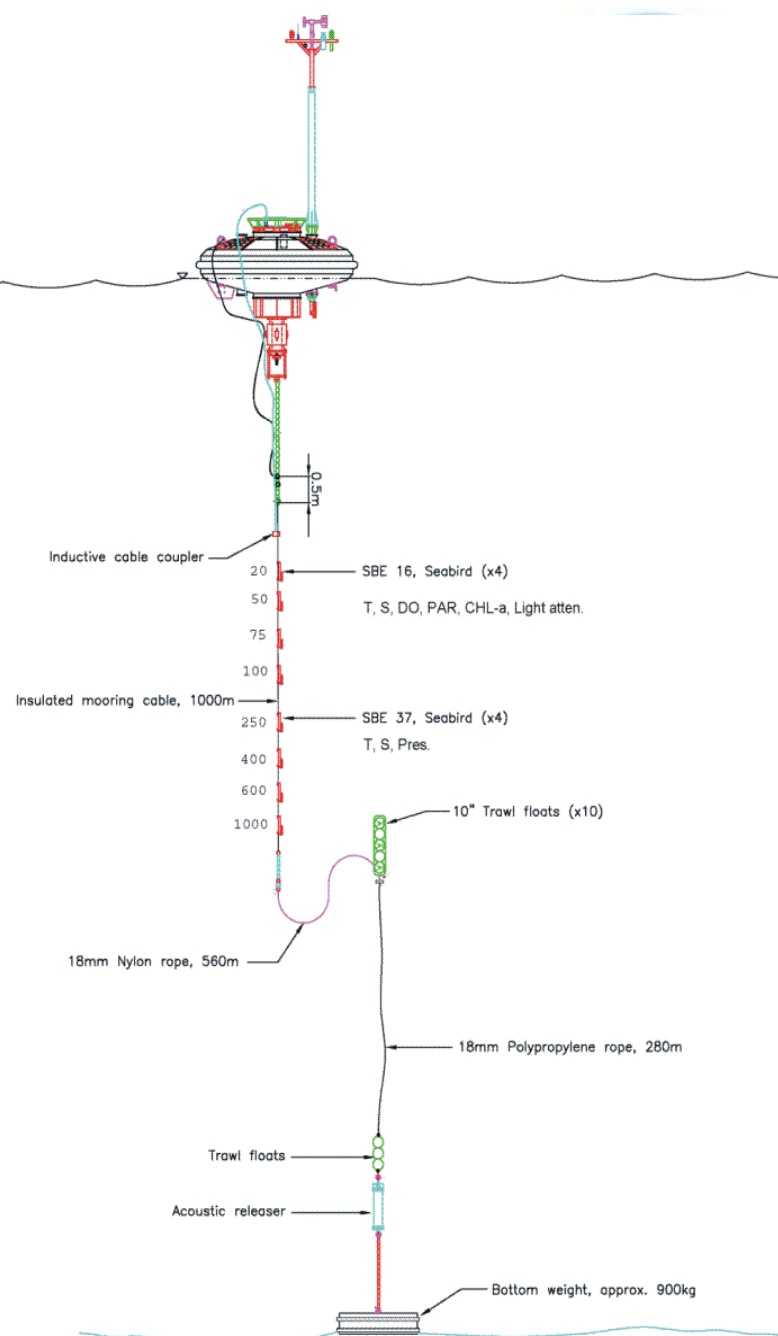 0.5m
Inductive cable coupler
20
SBE 16, Seabird (x4)
50
T, S, DO, PAR, CHL-a, Light atten.
75
100
Insulated mooring cable, 1000m
250
SBE 37, Seabird (x4)
T, S, Pres.
400
600
1000
10" Trawl floats (x10)
18mm Nylon rope, 560m
18mm Polypropylene rope, 280m
Trawl floats
Acoustic releaser
Bottom weight, approx. 900kg